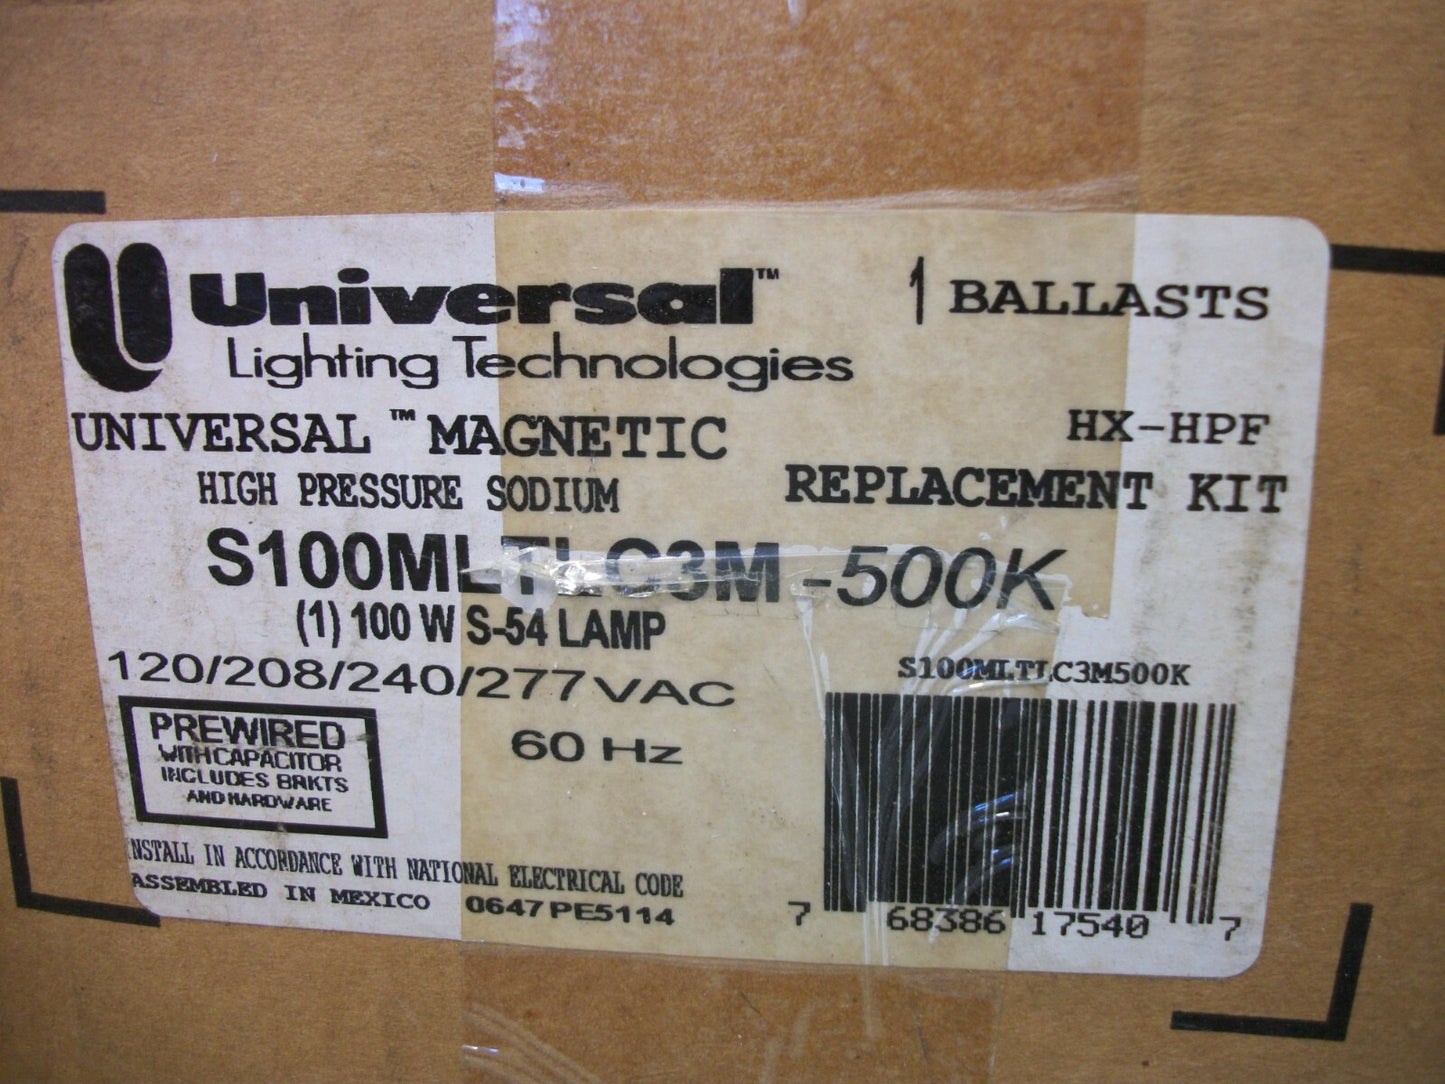 Universal™
Lighting Technologies
1 BALLASTS
UNIVERSAL™ MAGNETIC
HX-HPF
HIGH PRESSURE SODIUM
REPLACEMENT KIT
S100MLTLC3M-500K
(1) 100 W S-54 LAMP
120/208/240/277VAC
S100MLTLC3M500K
60 Hz
PREWIRED
WITH CAPACITOR
INCLUDES BRKTS
AND HARDWARE
INSTALL IN ACCORDANCE WITH NATIONAL ELECTRICAL CODE
ASSEMBLED IN MEXICO 0647PE5114
7 68386 17540 7